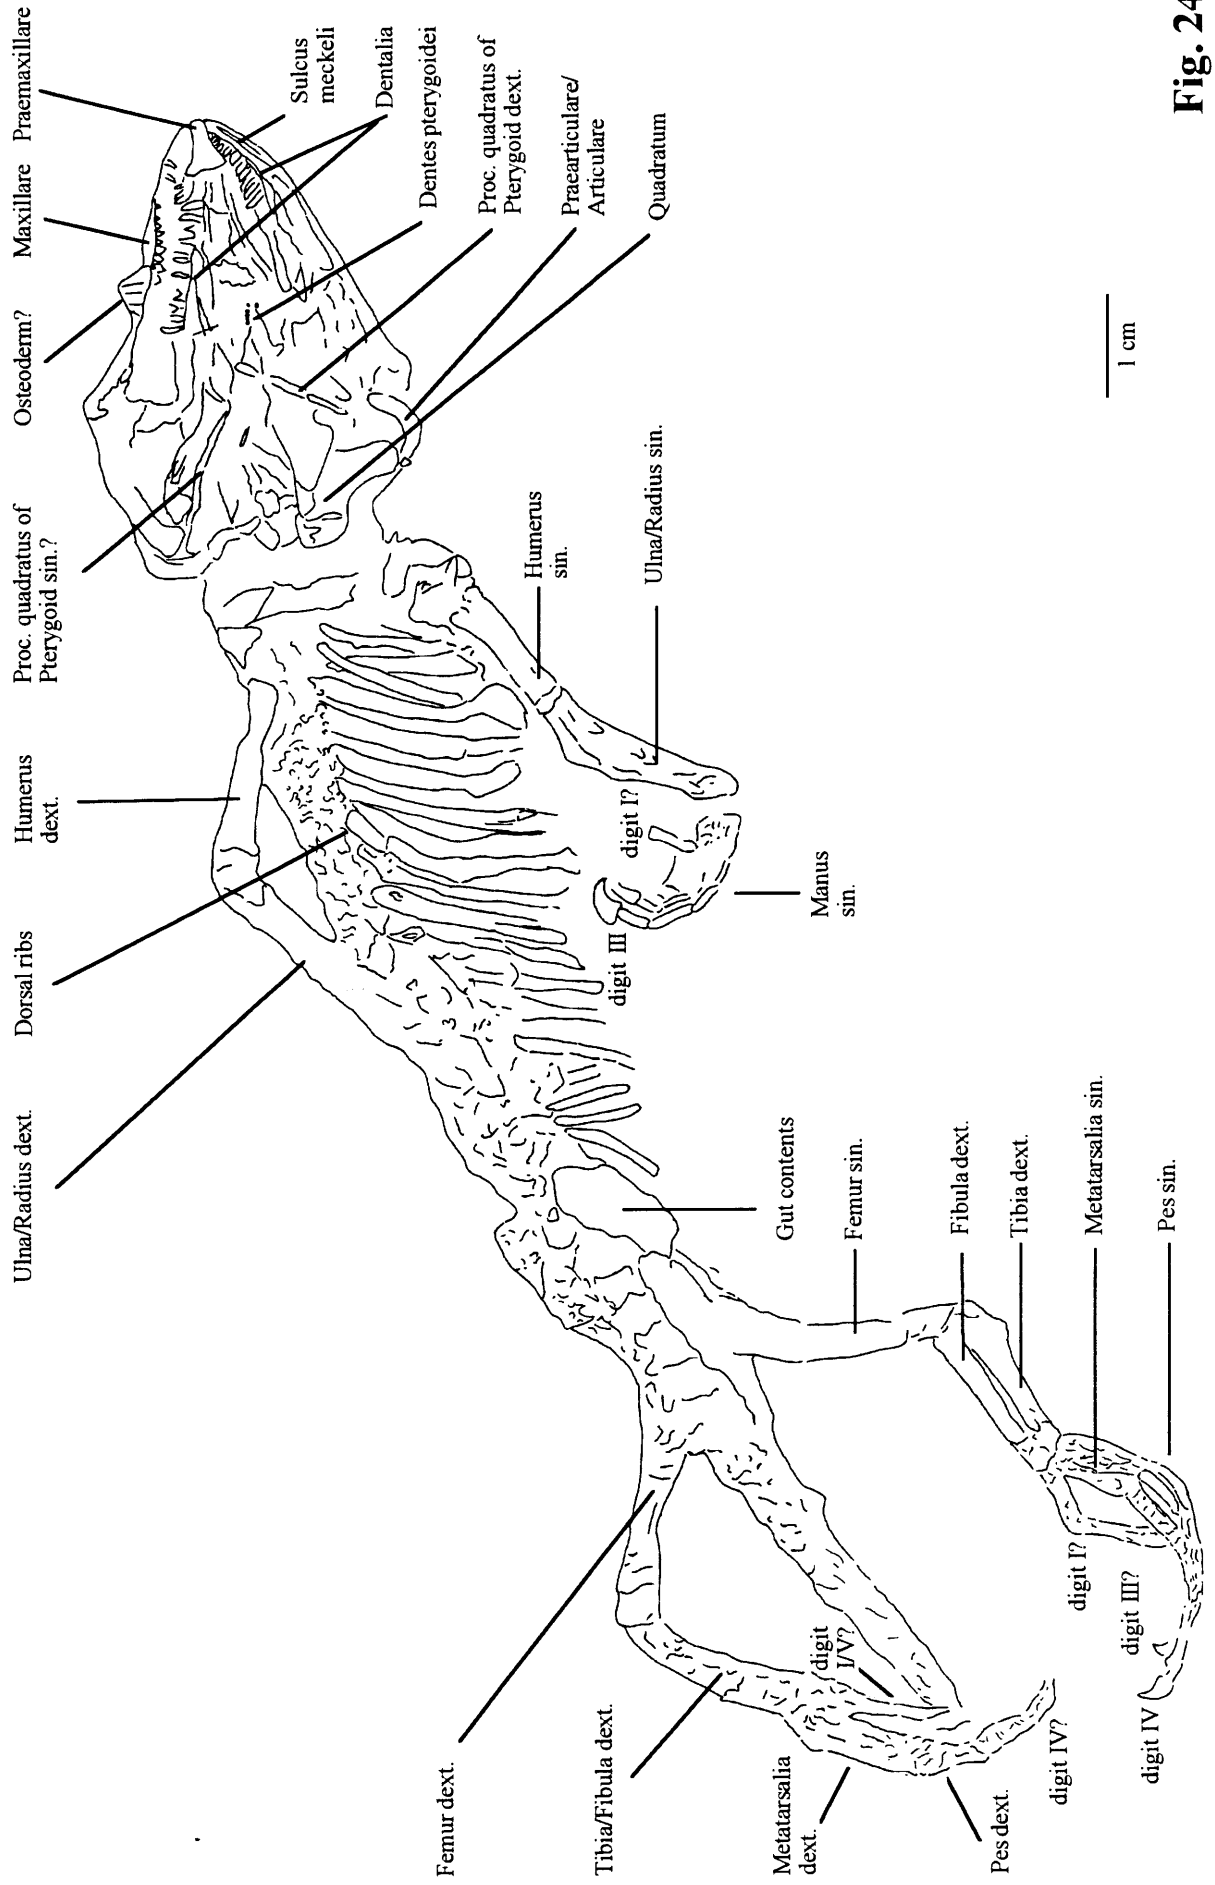 Praemaxillare
Maxillare
Osteoderm?
Proc. quadratus of
Pterygoid sin.?
Humerus
dext.
Dorsal ribs
Ulna/Radius dext.
Sulcus
meckeli
Dentalia
Dentes pterygoidei
Proc. quadratus of
Pterygoid dext.
Praearticulare/
Articulare
Quadratum
Humerus
sin.
Ulna/Radius sin.
digit I?
digit III
Manus
sin.
Gut contents
Femur sin.
Fibula dext.
Tibia dext.
Metatarsalia sin.
Pes sin.
digit I?
digit III?
digit IV
Femur dext.
Tibia/Fibula dext.
digit
I/V?
Metatarsalia
dext.
Pes dext.
digit IV?
1 cm
Fig. 24